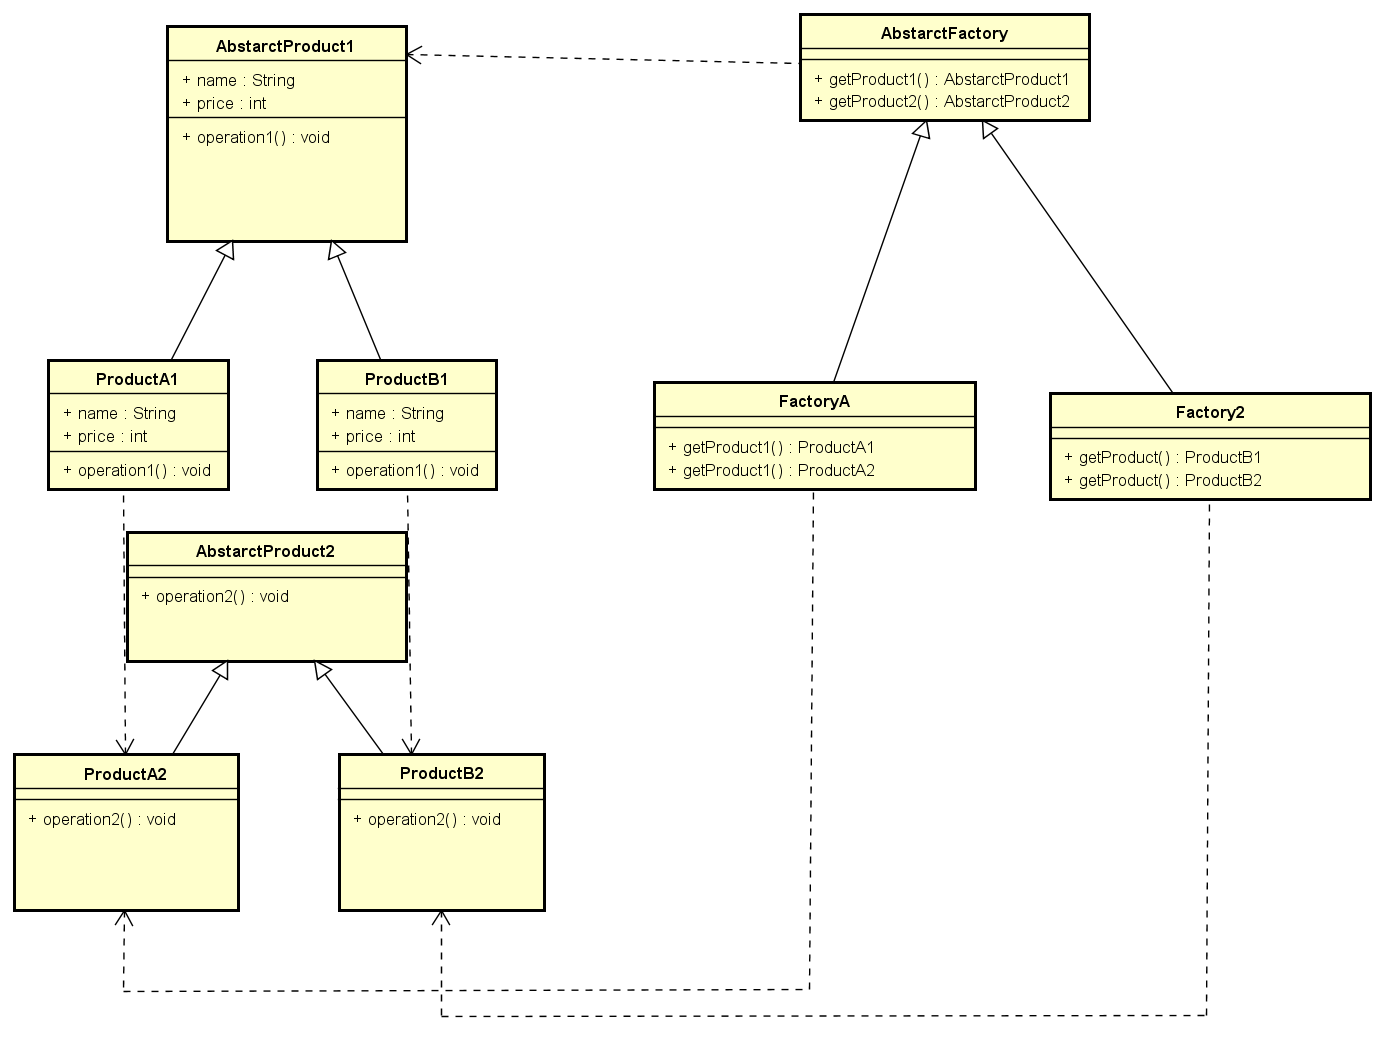 AbstarctProduct1
+ name : String
+ price : int
+ operation1() : void
AbstarctFactory
+ getProduct1() : AbstarctProduct1
+ getProduct2() : AbstarctProduct2
ProductA1
+ name : String
+ price : int
+ operation1() : void
ProductB1
+ name : String
+ price : int
+ operation1() : void
FactoryA
+ getProduct1() : ProductA1
+ getProduct1() : ProductA2
Factory2
+ getProduct() : ProductB1
+ getProduct() : ProductB2
AbstarctProduct2
+ operation2() : void
ProductA2
+ operation2() : void
ProductB2
+ operation2() : void